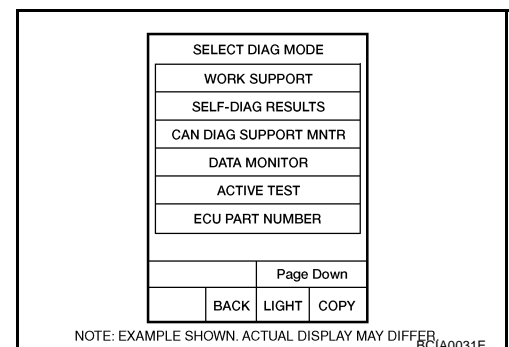 SELECT DIAG MODE
WORK SUPPORT
SELF-DIAG RESULTS
CAN DIAG SUPPORT MNTR
DATA MONITOR
ACTIVE TEST
ECU PART NUMBER
Page Down
BACK LIGHT COPY
NOTE: EXAMPLE SHOWN. ACTUAL DISPLAY MAY DIFFER